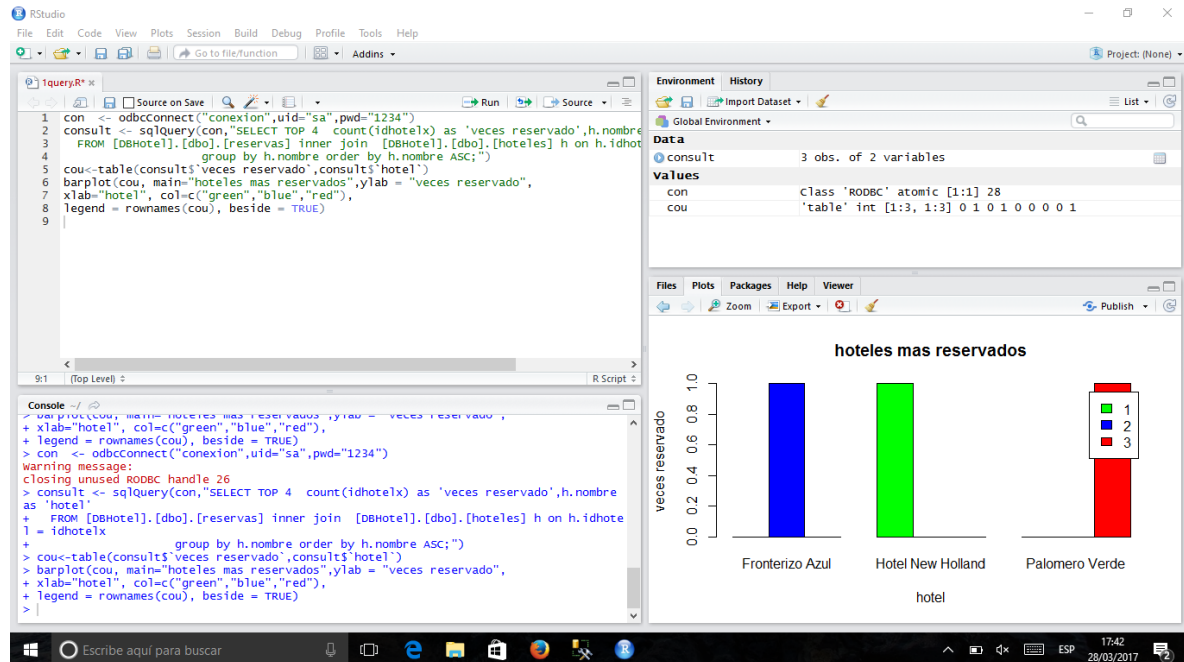 RStudio
File Edit Code View Plots Session Build Debug Profile Tools Help
Go to file/function Addins Project: (None)
1query.R*
Source on Save Run Source
1 con <- odbcConnect("conexion",uid="sa",pwd="1234")
2 consult <- sqlQuery(con,"SELECT TOP 4 count(idhotelx) as 'veces reservado',h.nombre
3 FROM [DBHotel].[dbo].[reservas] inner join [DBHotel].[dbo].[hoteles] h on h.idhot
4 group by h.nombre order by h.nombre ASC;")
5 cou<-table(consult$`veces reservado`,consult$`hotel`)
6 barplot(cou, main="hoteles mas reservados",ylab = "veces reservado",
7 xlab="hotel", col=c("green","blue","red"),
8 legend = rownames(cou), beside = TRUE)
9
9:1 (Top Level) R Script
Console ~/
> barplot(cou, main="hoteles mas reservados",ylab = "veces reservado",
+ xlab="hotel", col=c("green","blue","red"),
+ legend = rownames(cou), beside = TRUE)
> con <- odbcConnect("conexion",uid="sa",pwd="1234")
Warning message:
closing unused RODBC handle 26
> consult <- sqlQuery(con,"SELECT TOP 4 count(idhotelx) as 'veces reservado',h.nombre
as 'hotel'
+ FROM [DBHotel].[dbo].[reservas] inner join [DBHotel].[dbo].[hoteles] h on h.idhote
l = idhotelx
+ group by h.nombre order by h.nombre ASC;")
> cou<-table(consult$`veces reservado`,consult$`hotel`)
> barplot(cou, main="hoteles mas reservados",ylab = "veces reservado",
+ xlab="hotel", col=c("green","blue","red"),
+ legend = rownames(cou), beside = TRUE)
>
Environment History
Import Dataset List
Global Environment
Data
consult 3 obs. of 2 variables
Values
con Class 'RODBC' atomic [1:1] 28
cou 'table' int [1:3, 1:3] 0 1 0 1 0 0 0 0 1
Files Plots Packages Help Viewer
Zoom Export Publish
hoteles mas reservados
veces reservado
1.0
0.8
0.6
0.4
0.2
0.0
1
2
3
Fronterizo Azul Hotel New Holland Palomero Verde
hotel
Escribe aquí para buscar
ESP
17:42
28/03/2017
2